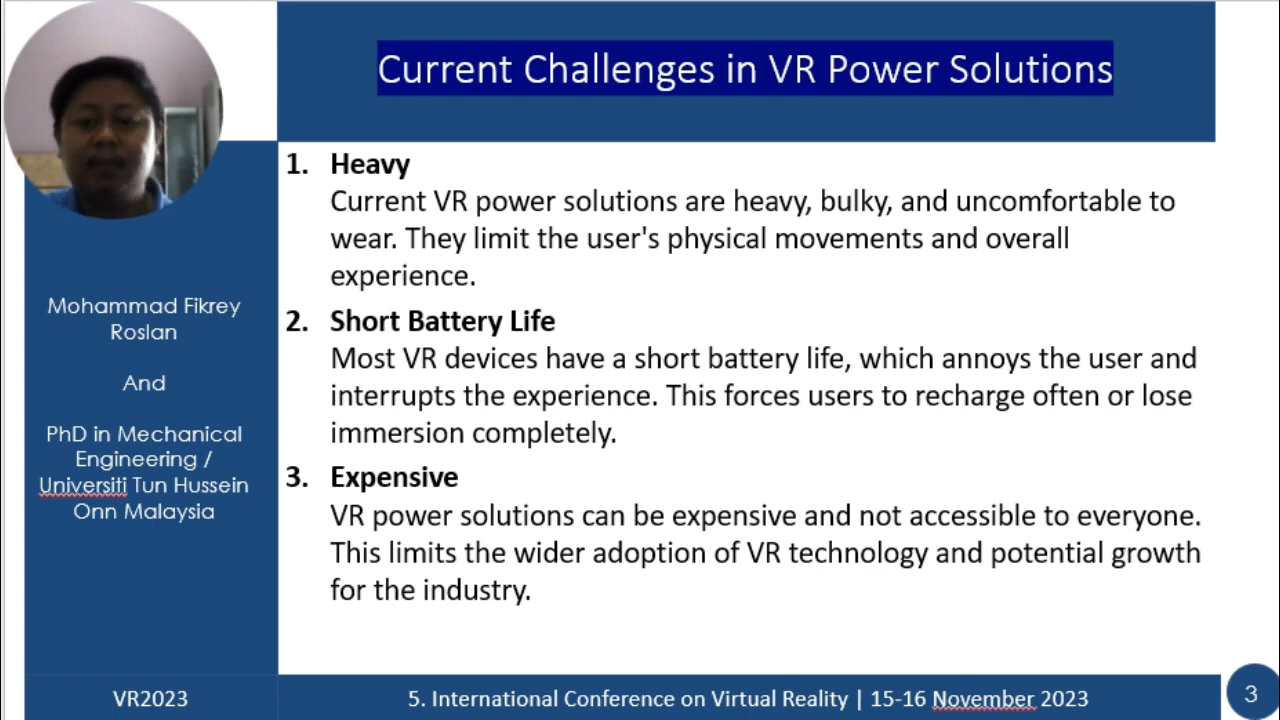 Current Challenges in VR Power Solutions
1. Heavy
Current VR power solutions are heavy, bulky, and uncomfortable to
wear. They limit the user's physical movements and overall
experience.
2. Short Battery Life
Most VR devices have a short battery life, which annoys the user and
interrupts the experience. This forces users to recharge often or lose
immersion completely.
3. Expensive
VR power solutions can be expensive and not accessible to everyone.
This limits the wider adoption of VR technology and potential growth
for the industry.
Mohammad Fikrey
Roslan
And
PhD in Mechanical
Engineering /
Universiti Tun Hussein
Onn Malaysia
VR2023
5. International Conference on Virtual Reality | 15-16 November 2023
3